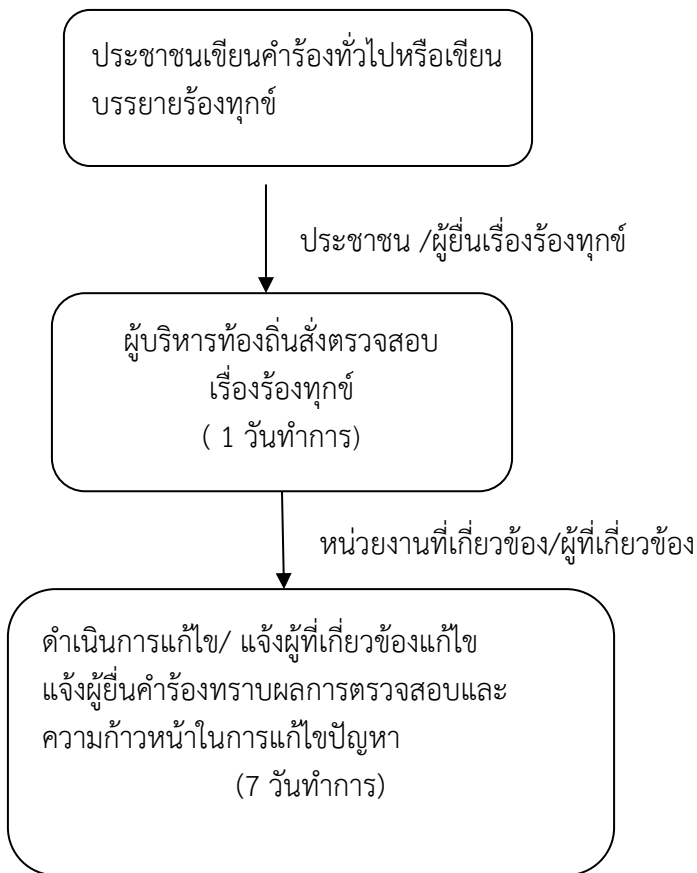 ประชาชนเขียนคำร้องทั่วไปหรือเขียน
บรรยายร้องทุกข์
ประชาชน /ผู้ยื่นเรื่องร้องทุกข์
ผู้บริหารท้องถิ่นสั่งตรวจสอบ
เรื่องร้องทุกข์
( 1 วันทำการ)
หน่วยงานที่เกี่ยวข้อง/ผู้ที่เกี่ยวข้อง
ดำเนินการแก้ไข/ แจ้งผู้ที่เกี่ยวข้องแก้ไข
แจ้งผู้ยื่นคำร้องทราบผลการตรวจสอบและ
ความก้าวหน้าในการแก้ไขปัญหา
(7 วันทำการ)